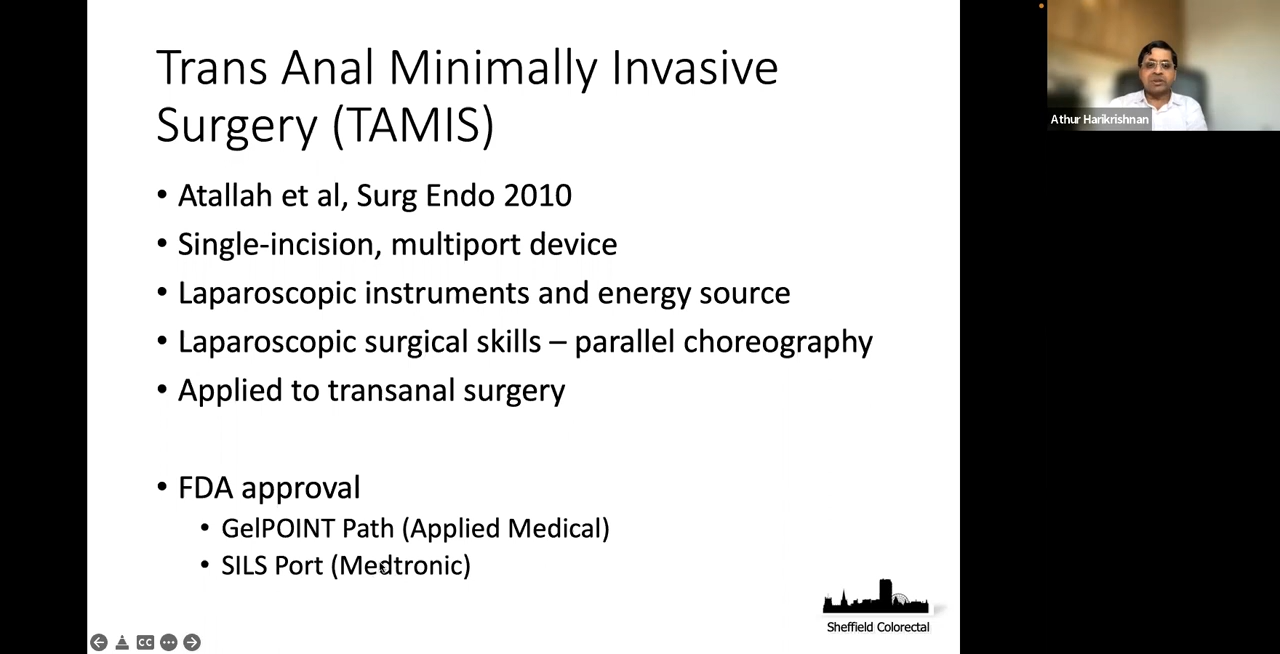 Trans Anal Minimally Invasive
Surgery (TAMIS)
• Atallah et al, Surg Endo 2010
• Single-incision, multiport device
• Laparoscopic instruments and energy source
• Laparoscopic surgical skills – parallel choreography
• Applied to transanal surgery
• FDA approval
• GelPOINT Path (Applied Medical)
• SILS Port (Medtronic)
Sheffield Colorectal
CC
Athur Harikrishnan